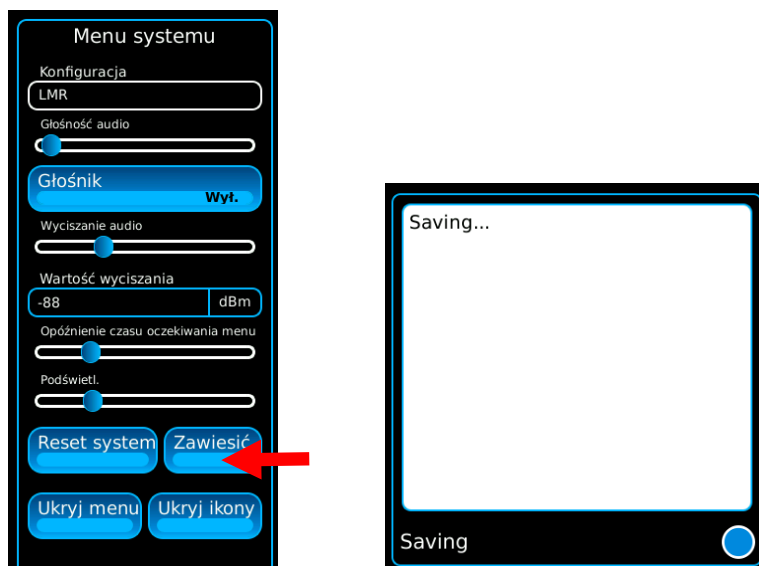 Menu systemu
Konfiguracja
LMR
Głośność audio
Głośnik
Wył.
Wyciszanie audio
Wartość wyciszania
-88 dBm
Opóźnienie czasu oczekiwania menu
Podświetl.
Reset system Zawiesić
Ukryj menu Ukryj ikony
Saving...
Saving